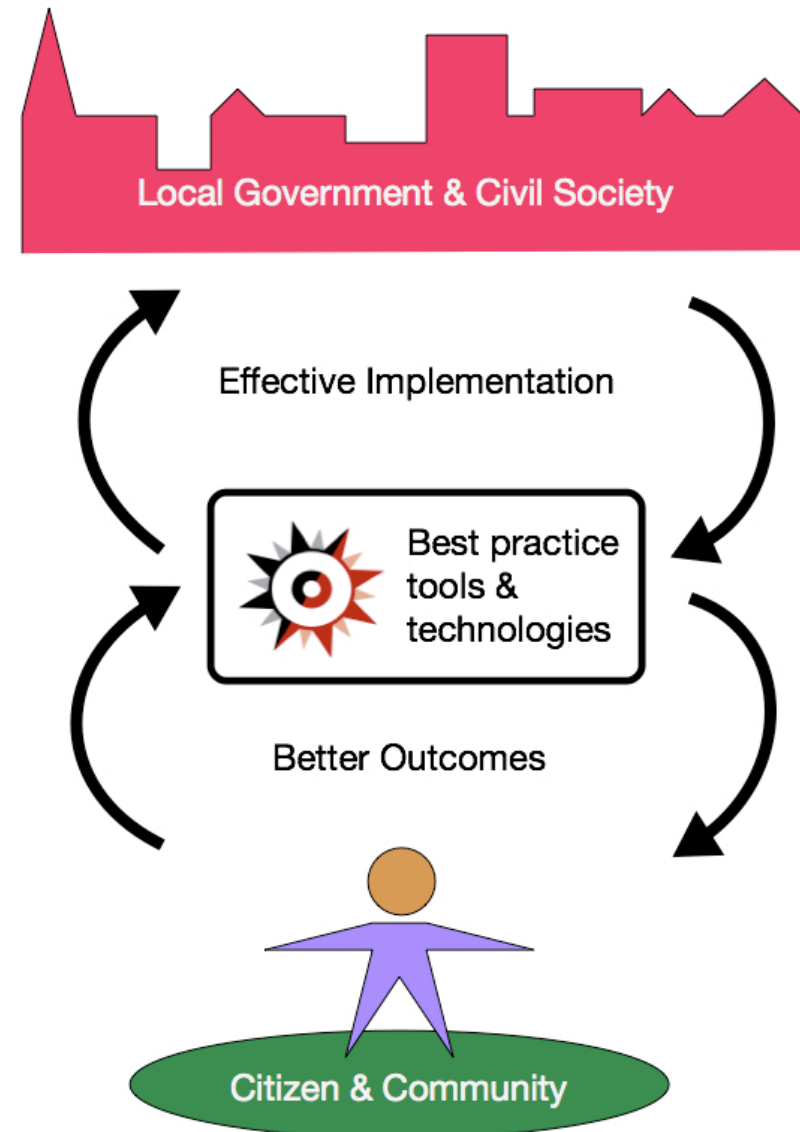 Local Government & Civil Society
Effective Implementation
Best practice
tools &
technologies
Better Outcomes
Citizen & Community